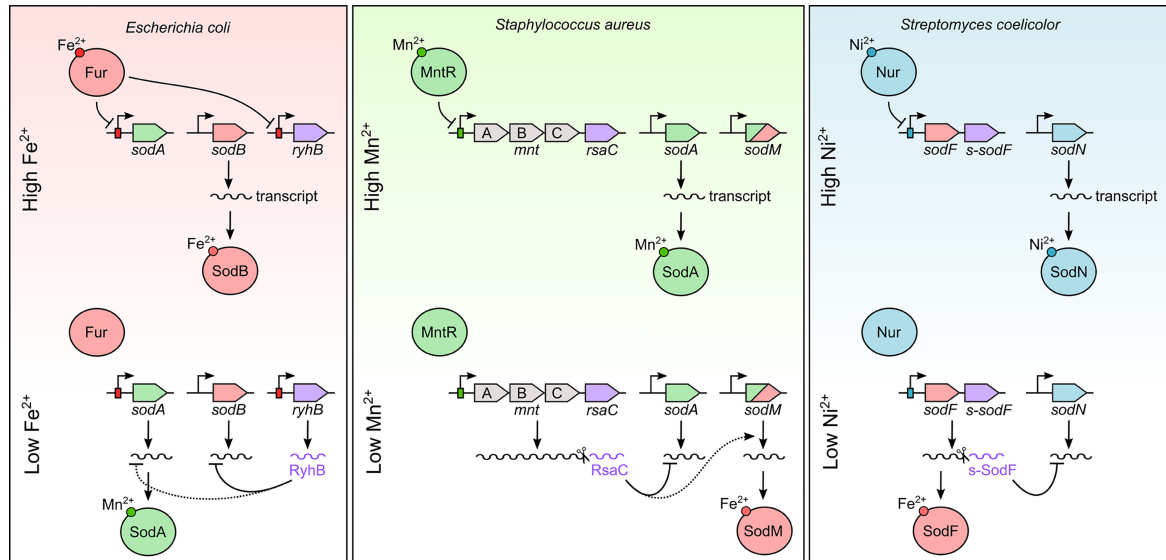 Escherichia coli
High Fe2+
Fe2+
Fur
sodA
sodB
ryhB
transcript
Fe2+
SodB
Low Fe2+
Fur
sodA
sodB
ryhB
RyhB
Mn2+
SodA
Staphylococcus aureus
High Mn2+
Mn2+
MntR
A B C
mnt
rsaC
sodA
sodM
transcript
Mn2+
SodA
Low Mn2+
MntR
A B C
mnt
rsaC
sodA
sodM
RsaC
Fe2+
SodM
Streptomyces coelicolor
High Ni2+
Ni2+
Nur
sodF
s-sodF
sodN
transcript
Ni2+
SodN
Low Ni2+
Nur
sodF
s-sodF
sodN
s-SodF
Fe2+
SodF